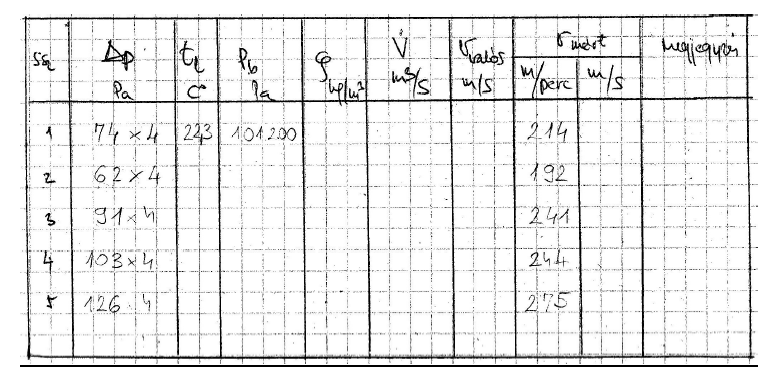 Ssz Δp tl Pb ρ V̇ vvalós vmért megjegyzés
Pa C° Pa kg/m³ m³/s m/s m/perc m/s
1 74 × 4 22,3 101200 214
2 62 × 4 192
3 91 × 4 241
4 103 × 4 244
5 126 · 4 275